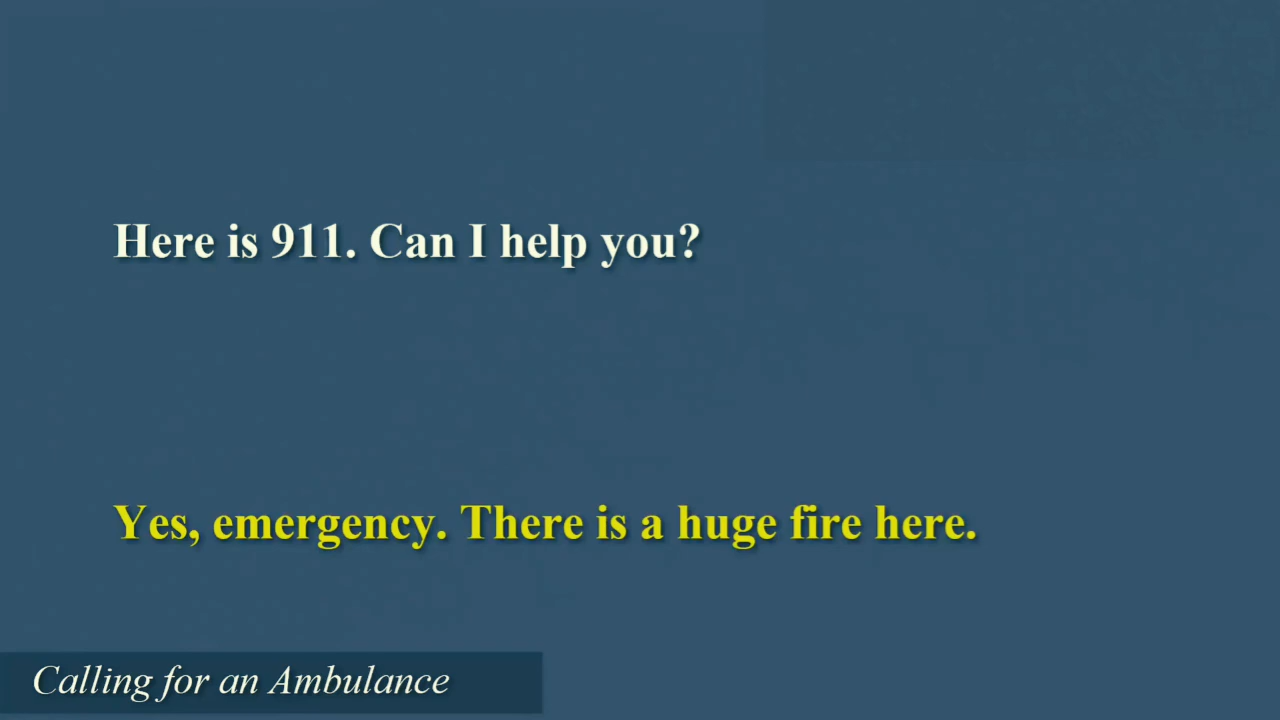 Here is 911. Can I help you?
Yes, emergency. There is a huge fire here.
Calling for an Ambulance